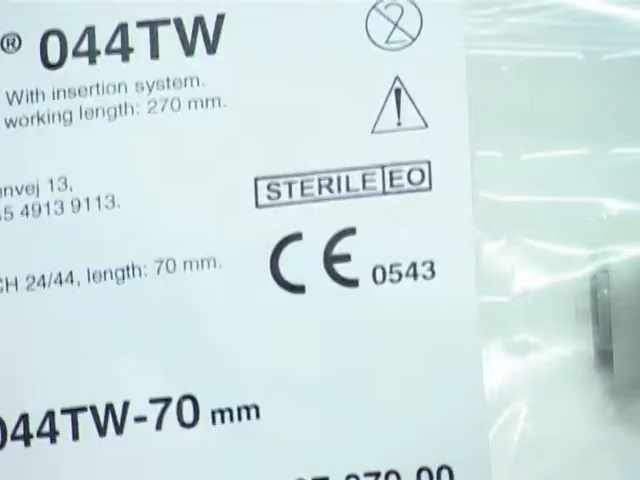 ® 044TW
With insertion system.
working length: 270 mm.
STERILE EO
nvej 13,
5 4913 9113.
CE 0543
CH 24/44, length: 70 mm.
044TW-70 mm